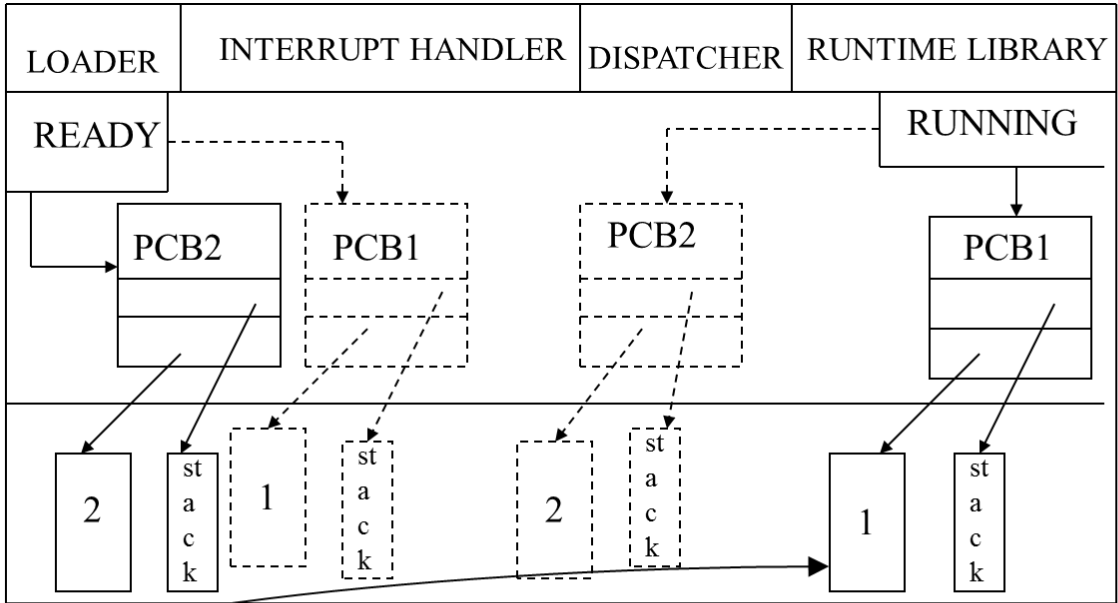 LOADER
INTERRUPT HANDLER
DISPATCHER
RUNTIME LIBRARY
READY
RUNNING
PCB2
PCB1
PCB2
PCB1
2
st
a
c
k
1
st
a
c
k
2
st
a
c
k
1
st
a
c
k